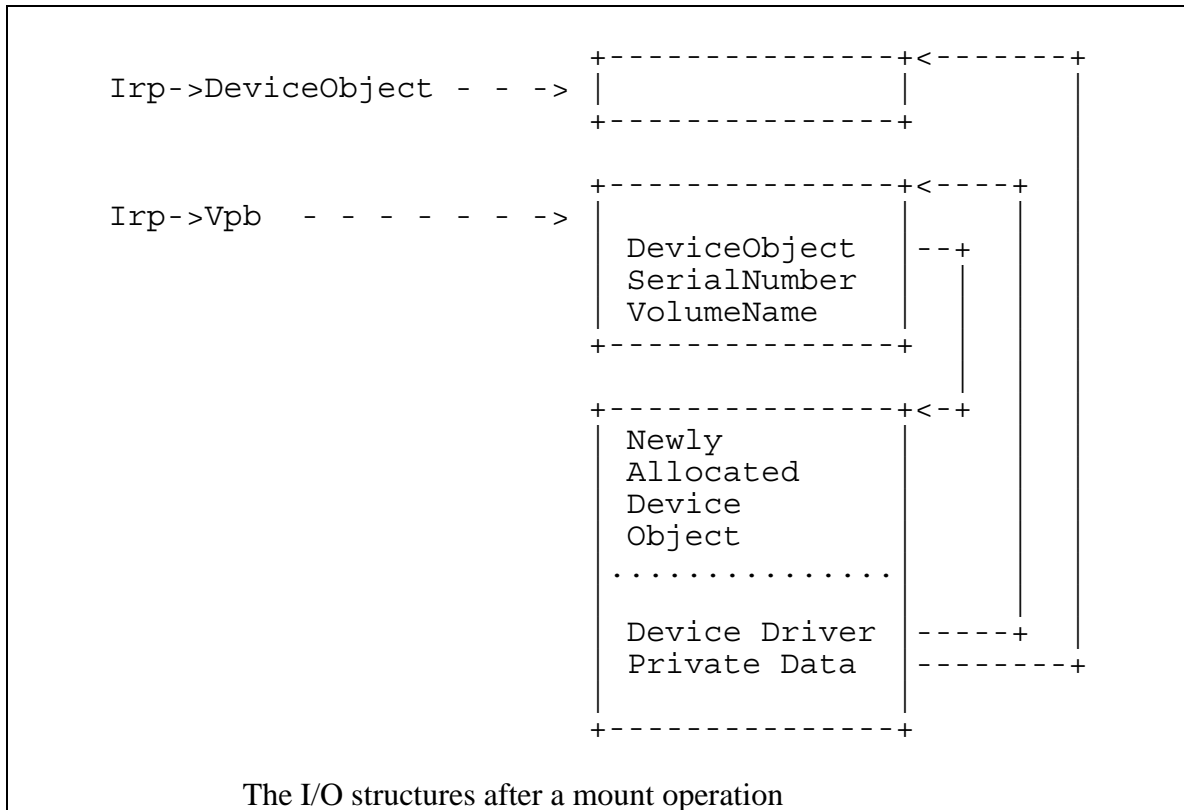 Irp->DeviceObject - - ->
Irp->Vpb - - - - - - ->
DeviceObject
SerialNumber
VolumeName
Newly
Allocated
Device
Object
...............
Device Driver
Private Data
The I/O structures after a mount operation